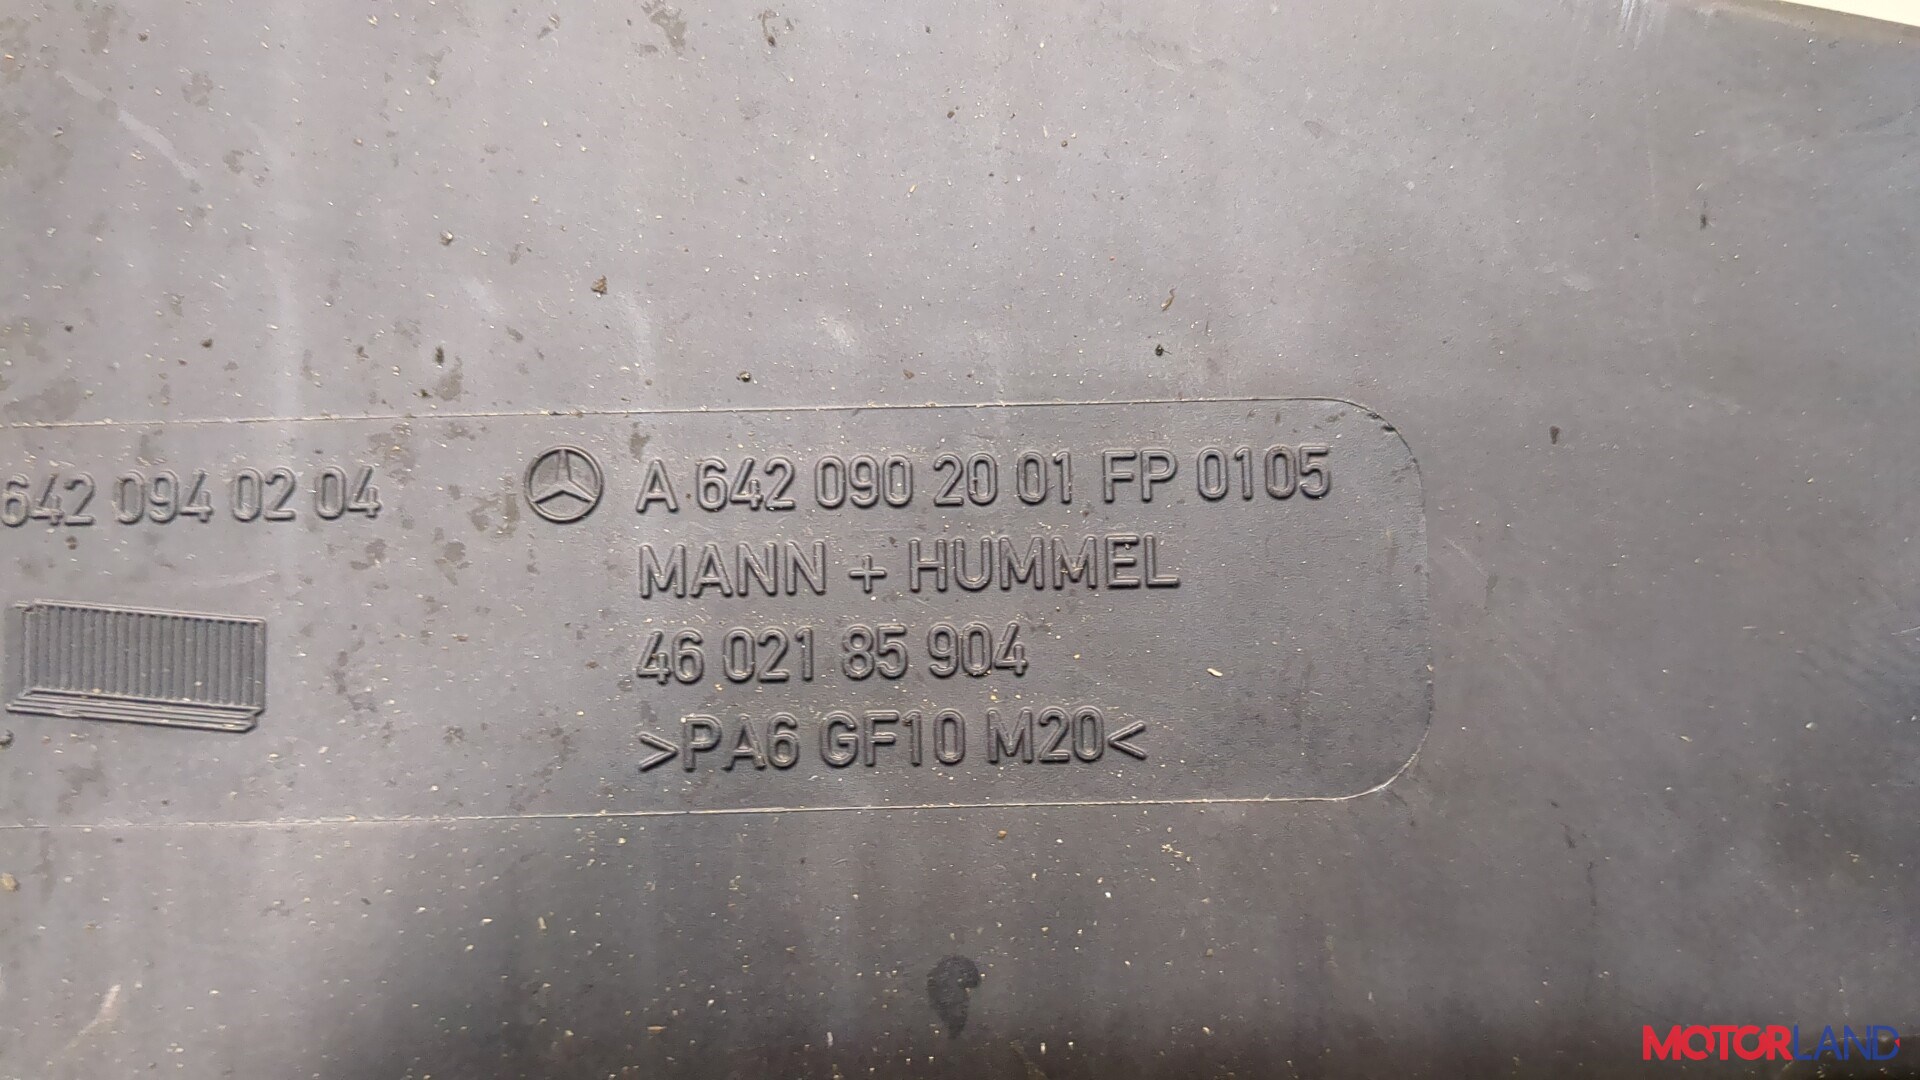 642 094 02 04
A 642 090 20 01 FP 0105
MANN + HUMMEL
46 021 85 904
>PA6 GF10 M20<
MOTORLAND